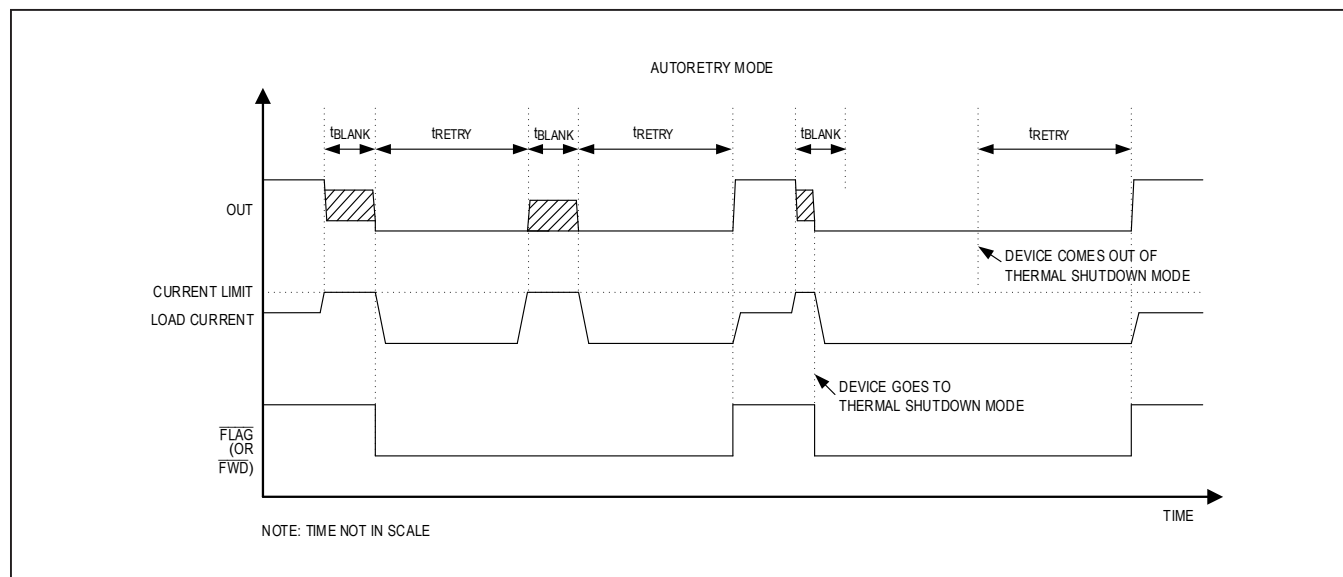 AUTORETRY MODE
tBLANK
tRETRY
tBLANK
tRETRY
tBLANK
tRETRY
OUT
DEVICE COMES OUT OF
THERMAL SHUTDOWN MODE
CURRENT LIMIT
LOAD CURRENT
DEVICE GOES TO
THERMAL SHUTDOWN MODE
FLAG
(OR
FWD)
TIME
NOTE: TIME NOT IN SCALE